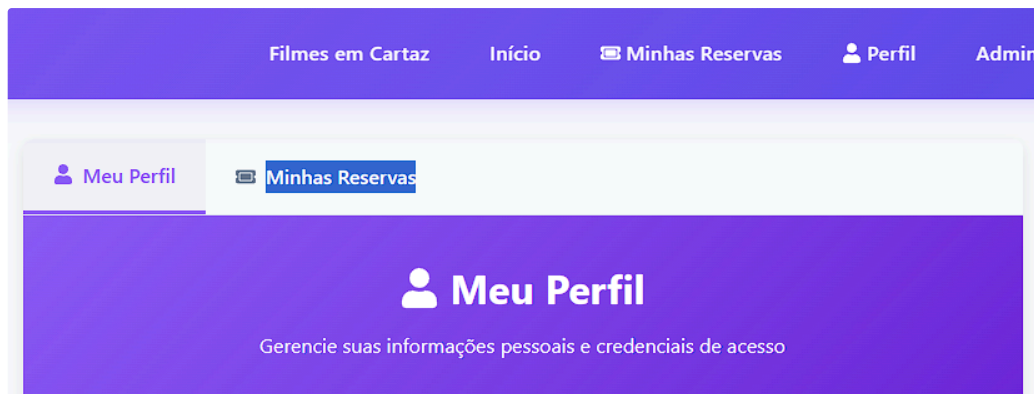 Filmes em Cartaz Início Minhas Reservas Perfil Admin
Meu Perfil Minhas Reservas
Meu Perfil
Gerencie suas informações pessoais e credenciais de acesso